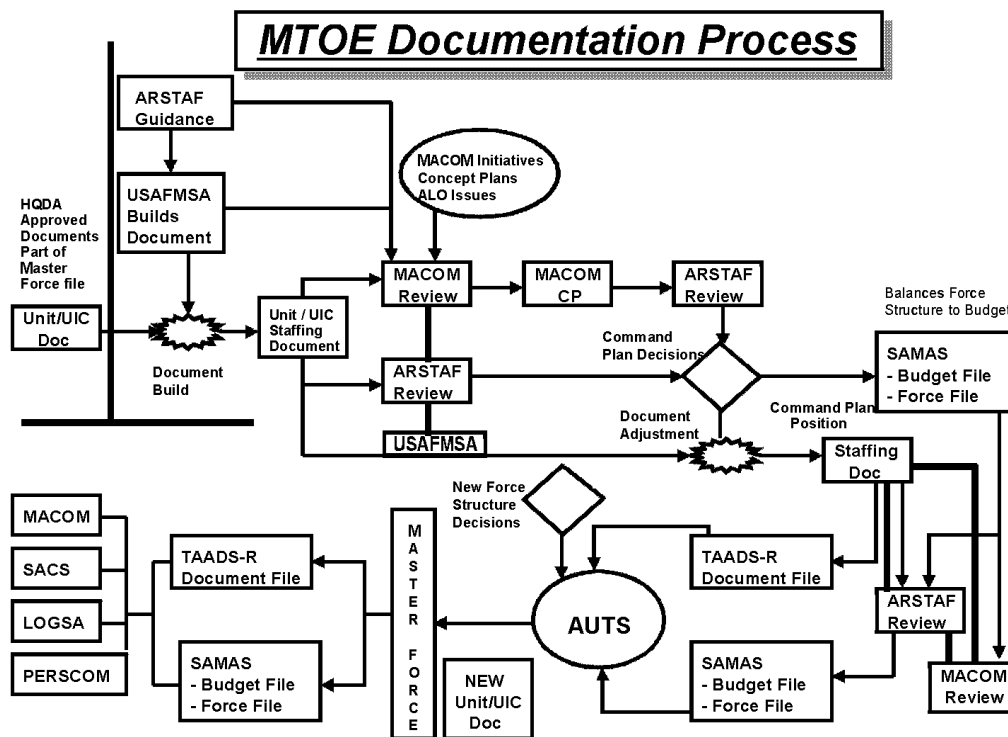 MTOE Documentation Process
ARSTAF
Guidance
MACOM Initiatives
Concept Plans
ALO Issues
USAFMSA
Builds
Document
HQDA
Approved
Documents
Part of
Master
Force file
Unit/UIC
Doc
Document
Build
Unit / UIC
Staffing
Document
MACOM
Review
MACOM
CP
ARSTAF
Review
Balances Force
Structure to Budget
Command
Plan Decisions
SAMAS
- Budget File
- Force File
ARSTAF
Review
USAFMSA
Document
Adjustment
Command Plan
Position
Staffing
Doc
New Force
Structure
Decisions
MACOM
SACS
LOGSA
PERSCOM
TAADS-R
Document File
SAMAS
- Budget File
- Force File
M
A
S
T
E
R
F
O
R
C
E
NEW
Unit/UIC
Doc
AUTS
TAADS-R
Document File
SAMAS
- Budget File
- Force File
ARSTAF
Review
MACOM
Review